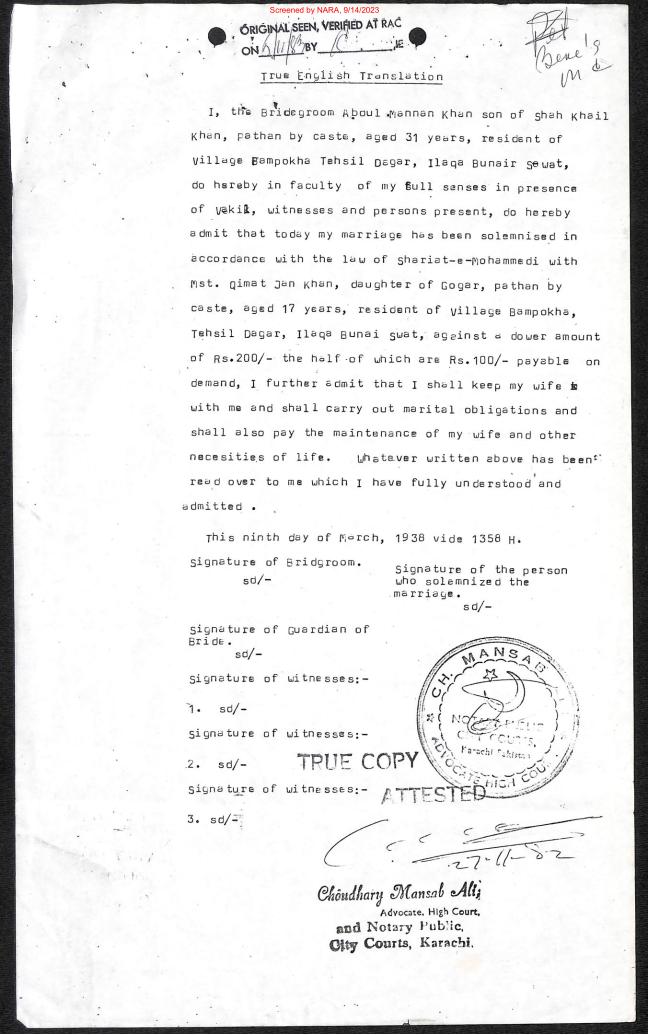 Screened by NARA, 9/14/2023
ORIGINAL SEEN, VERIFIED AT RAC
ON BY IE
True English Translation
I, the Bridegroom Aboul Mannan Khan son of Shah Khail
Khan, pathan by caste, aged 31 years, resident of
Village Bampokha Tehsil Dagar, Ilaqa Bunair Sewat,
do hereby in faculty of my full sanses in presence
of Vakil, witnesses and persons present, do hereby
admit that today my marriage has been solemnised in
accordance with the law of Shariat-e-Mohammedi with
Mst. Qimat Jan Khan, daughter of Gogar, pathan by
caste, aged 17 years, resident of Village Bampokha,
Tehsil Dagar, Ilaqa Bunai Swat, against a dower amount
of Rs.200/- the half of which are Rs.100/- payable on
demand, I further admit that I shall keep my wife
with me and shall carry out marital obligations and
shall also pay the maintenance of my wife and other
necesities of life. Whatever written above has been
read over to me which I have fully understood and
admitted .
This ninth day of March, 1938 vide 1358 H.
Signature of Bridgroom.
sd/-
Signature of the person
who solemnized the
marriage.
sd/-
Signature of Guardian of
Bride.
sd/-
Signature of witnesses:-
1. sd/-
Signature of witnesses:-
2. sd/-
Signature of witnesses:-
3. sd/-
CH. MANSAB
NOTARY PUBLIC
CITY COURTS,
Karachi Pakistan
ADVOCATE HIGH COU
TRUE COPY
ATTESTED
27-11-82
Choudhary Mansab Ali,
Advocate, High Court,
and Notary Public,
City Courts, Karachi.